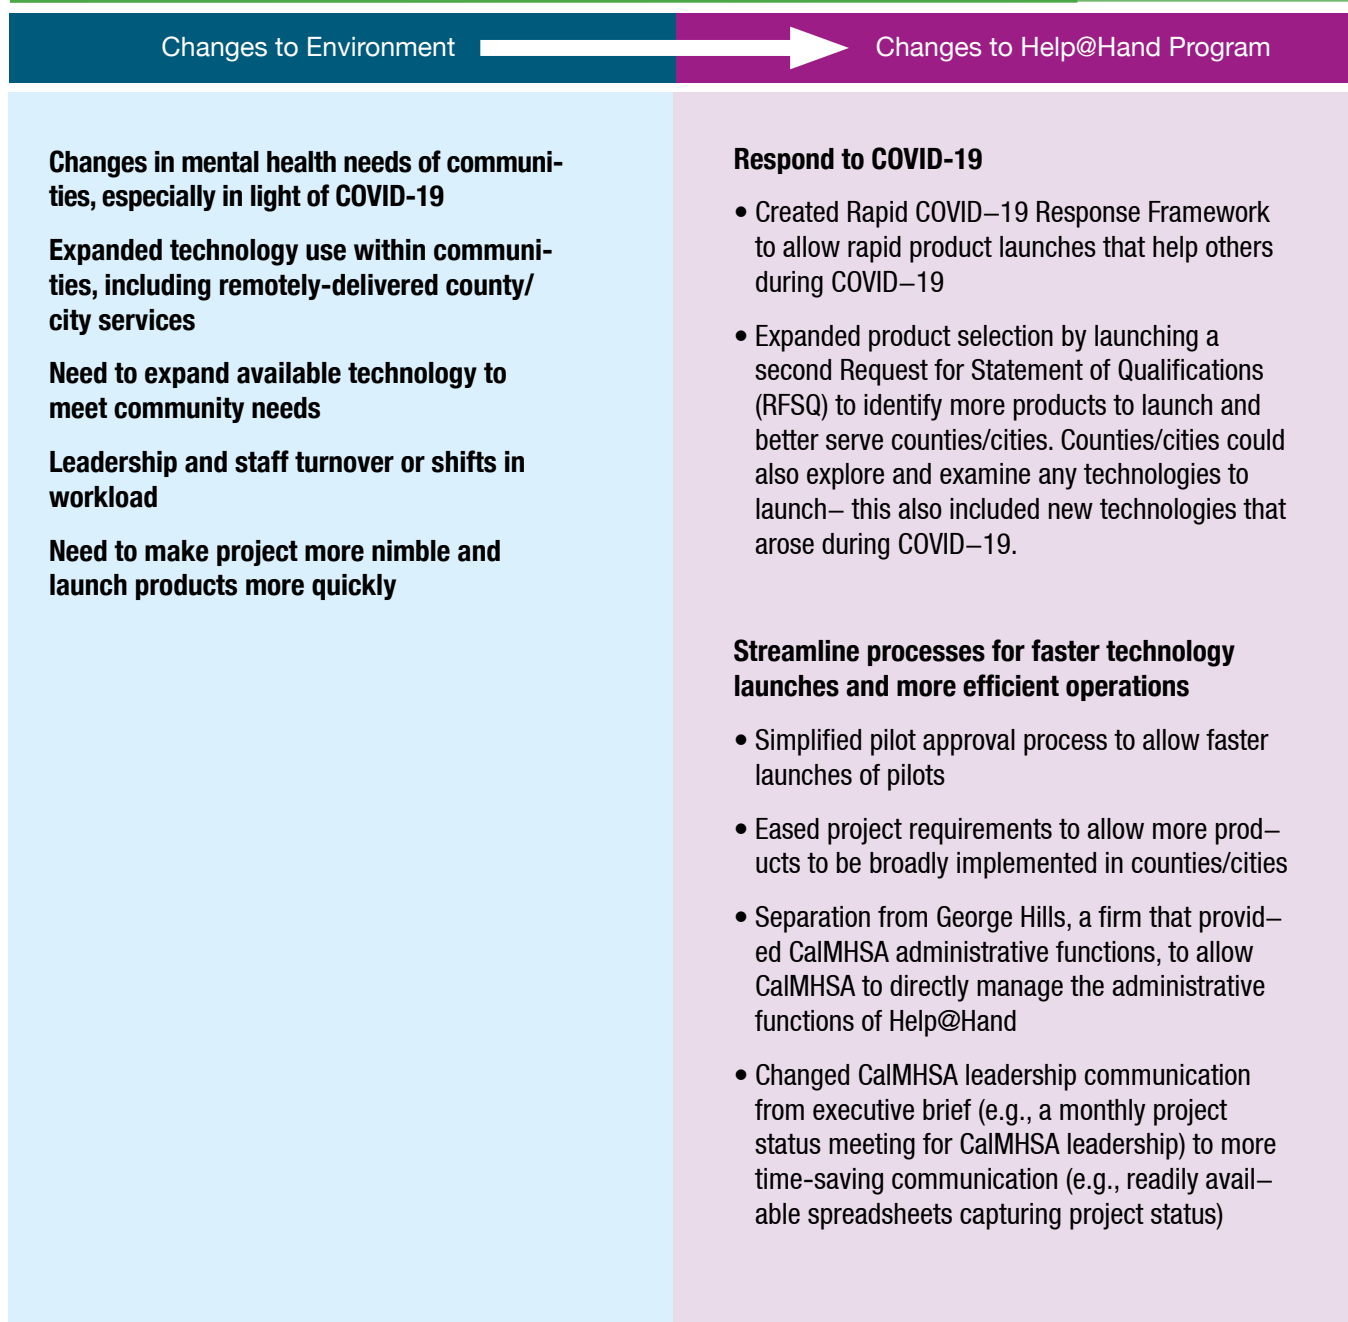 Changes to Environment
Changes to Help@Hand Program
Changes in mental health needs of communi-
ties, especially in light of COVID-19
Expanded technology use within communi-
ties, including remotely-delivered county/
city services
Need to expand available technology to
meet community needs
Leadership and staff turnover or shifts in
workload
Need to make project more nimble and
launch products more quickly
Respond to COVID-19
• Created Rapid COVID–19 Response Framework
to allow rapid product launches that help others
during COVID–19
• Expanded product selection by launching a
second Request for Statement of Qualifications
(RFSQ) to identify more products to launch and
better serve counties/cities. Counties/cities could
also explore and examine any technologies to
launch– this also included new technologies that
arose during COVID–19.
Streamline processes for faster technology
launches and more efficient operations
• Simplified pilot approval process to allow faster
launches of pilots
• Eased project requirements to allow more prod–
ucts to be broadly implemented in counties/cities
• Separation from George Hills, a firm that provid–
ed CalMHSA administrative functions, to allow
CalMHSA to directly manage the administrative
functions of Help@Hand
• Changed CalMHSA leadership communication
from executive brief (e.g., a monthly project
status meeting for CalMHSA leadership) to more
time-saving communication (e.g., readily avail–
able spreadsheets capturing project status)